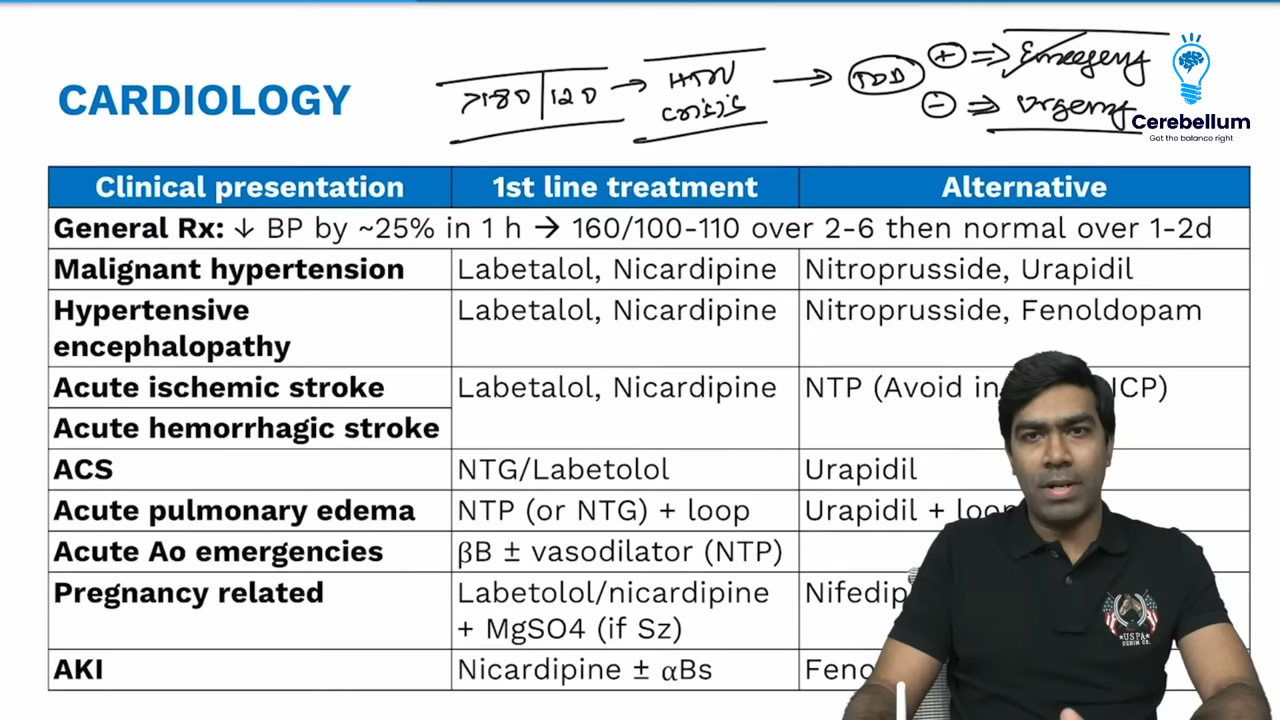 >180 | 120 → HTN crisis → TOD + ⇒ Emergency
- ⇒ Urgency
CARDIOLOGY
Cerebellum
Get the balance right
Clinical presentation 1st line treatment Alternative
General Rx: ↓ BP by ~25% in 1 h → 160/100-110 over 2-6 then normal over 1-2d
Malignant hypertension Labetalol, Nicardipine Nitroprusside, Urapidil
Hypertensive encephalopathy Labetalol, Nicardipine Nitroprusside, Fenoldopam
Acute ischemic stroke Labetalol, Nicardipine NTP (Avoid in ICP)
Acute hemorrhagic stroke
ACS NTG/Labetolol Urapidil
Acute pulmonary edema NTP (or NTG) + loop Urapidil + loop
Acute Ao emergencies βB ± vasodilator (NTP)
Pregnancy related Labetolol/nicardipine Nifedip
+ MgSO4 (if Sz)
AKI Nicardipine ± αBs Feno
USPA
DENIM CO.